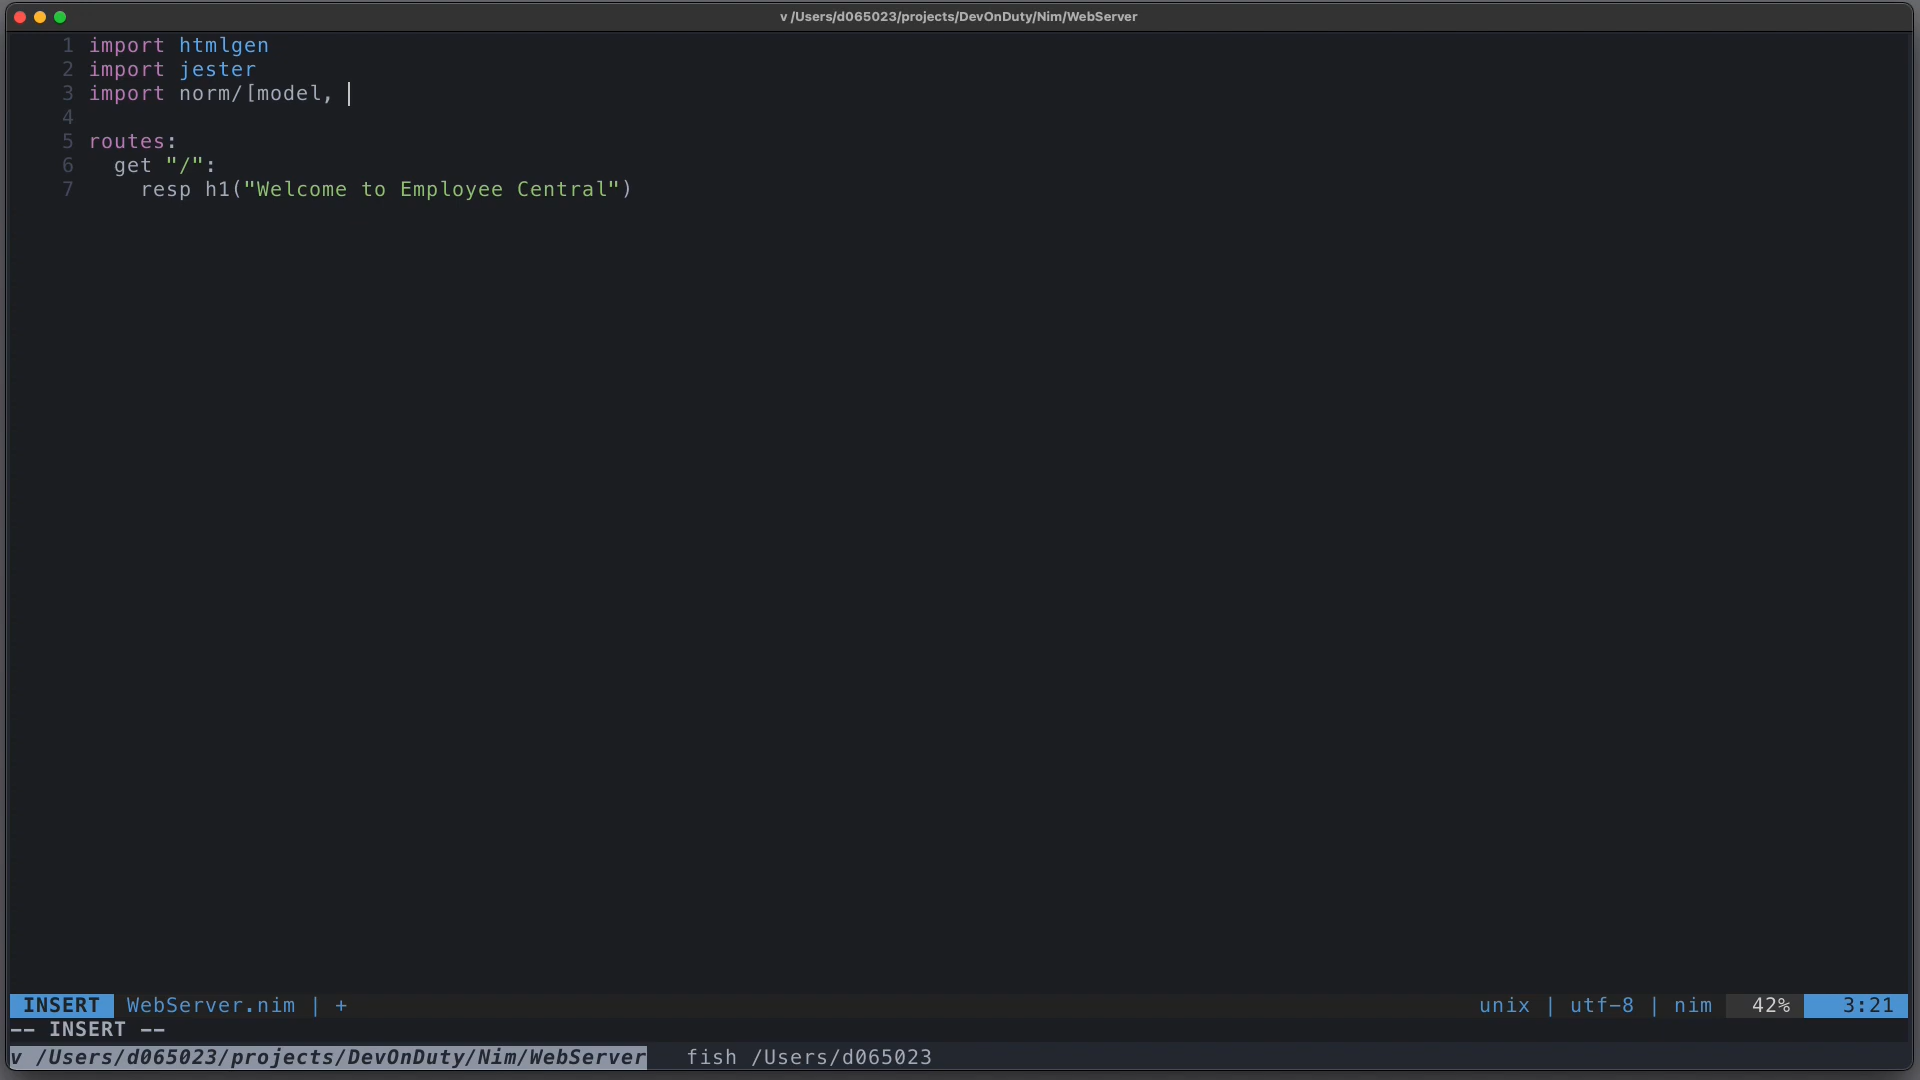 v /Users/d065023/projects/DevOnDuty/Nim/WebServer
1 import htmlgen
2 import jester
3 import norm/[model, 
4
5 routes:
6   get "/":
7     resp h1("Welcome to Employee Central")
INSERT WebServer.nim | + unix | utf-8 | nim 42% 3:21
-- INSERT --
v /Users/d065023/projects/DevOnDuty/Nim/WebServer fish /Users/d065023